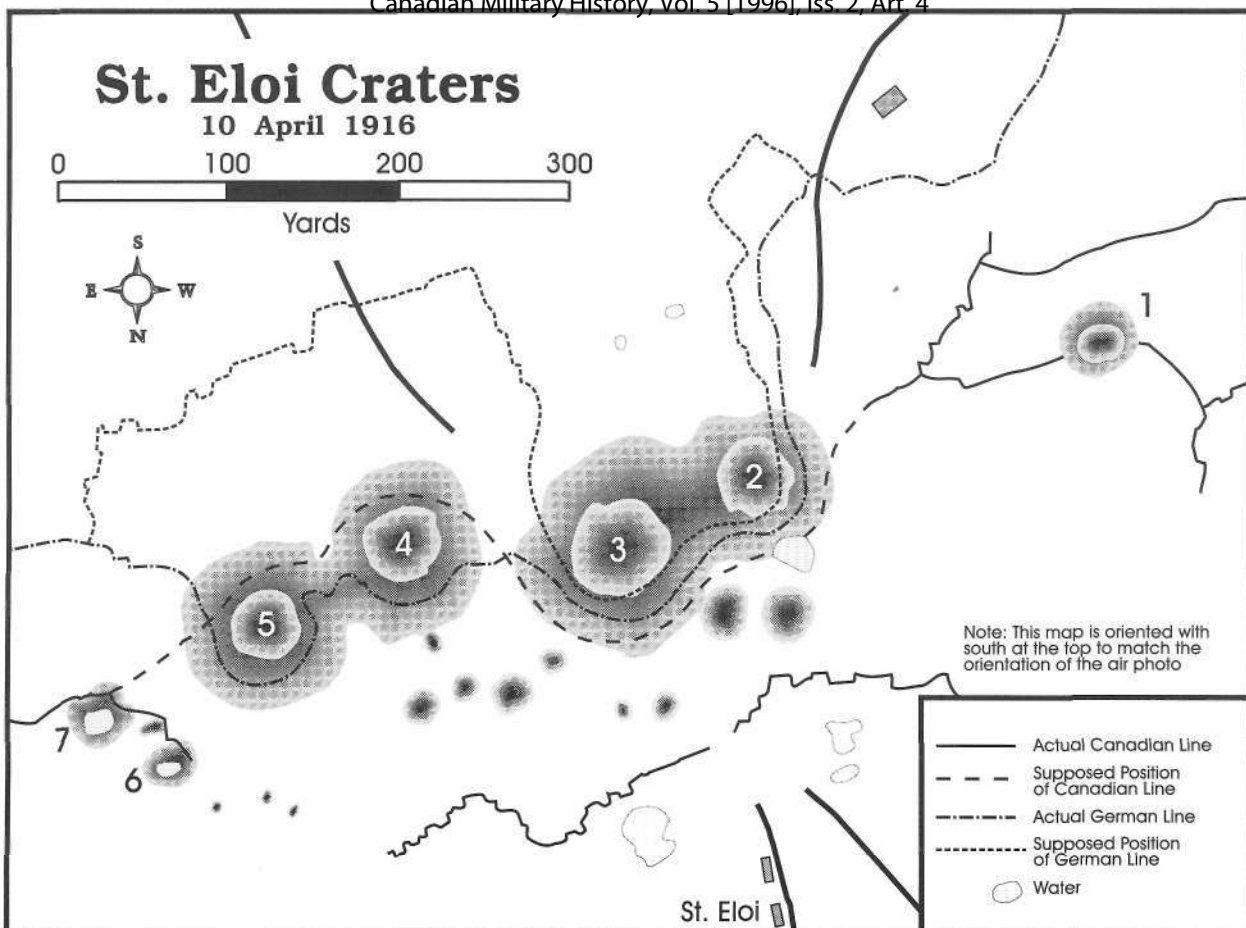 Canadian Military History, Vol. 5 [1996], Iss. 2, Art. 4
St. Eloi Craters
10 April 1916
0 100 200 300
Yards
S
E W
N
1
2
3
4
5
7
6
Note: This map is oriented with
south at the top to match the
orientation of the air photo
Actual Canadian Line
Supposed Position
of Canadian Line
Actual German Line
Supposed Position
of German Line
Water
St. Eloi